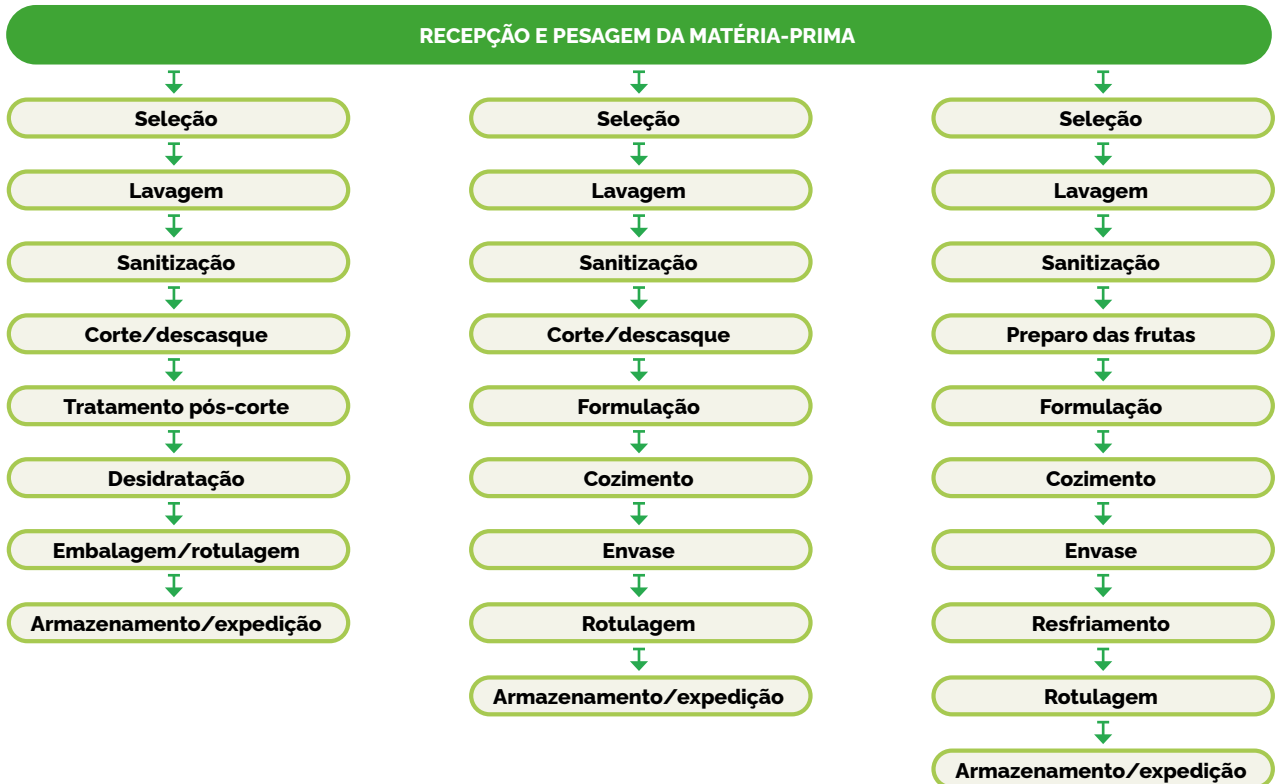 RECEPÇÃO E PESAGEM DA MATÉRIA-PRIMA
Seleção
Lavagem
Sanitização
Corte/descasque
Tratamento pós-corte
Desidratação
Embalagem/rotulagem
Armazenamento/expedição
Seleção
Lavagem
Sanitização
Corte/descasque
Formulação
Cozimento
Envase
Rotulagem
Armazenamento/expedição
Seleção
Lavagem
Sanitização
Preparo das frutas
Formulação
Cozimento
Envase
Resfriamento
Rotulagem
Armazenamento/expedição